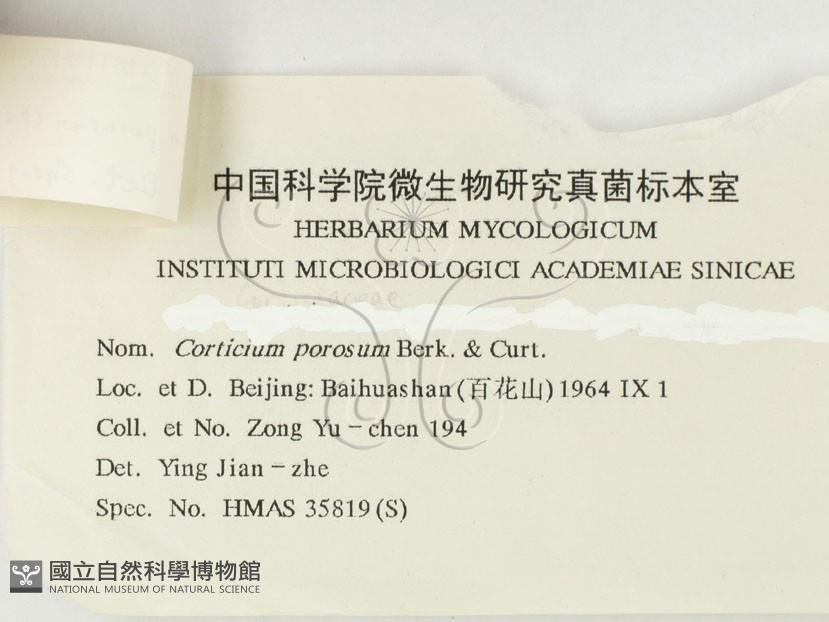 中国科学院微生物研究真菌标本室
HERBARIUM MYCOLOGICUM
INSTITUTI MICROBIOLOGICI ACADEMIAE SINICAE
Nom. Corticium porosum Berk. & Curt.
Loc. et D. Beijing: Baihuashan (百花山) 1964 IX 1
Coll. et No. Zong Yu-chen 194
Det. Ying Jian-zhe
Spec. No. HMAS 35819 (S)
國立自然科學博物館
NATIONAL MUSEUM OF NATURAL SCIENCE